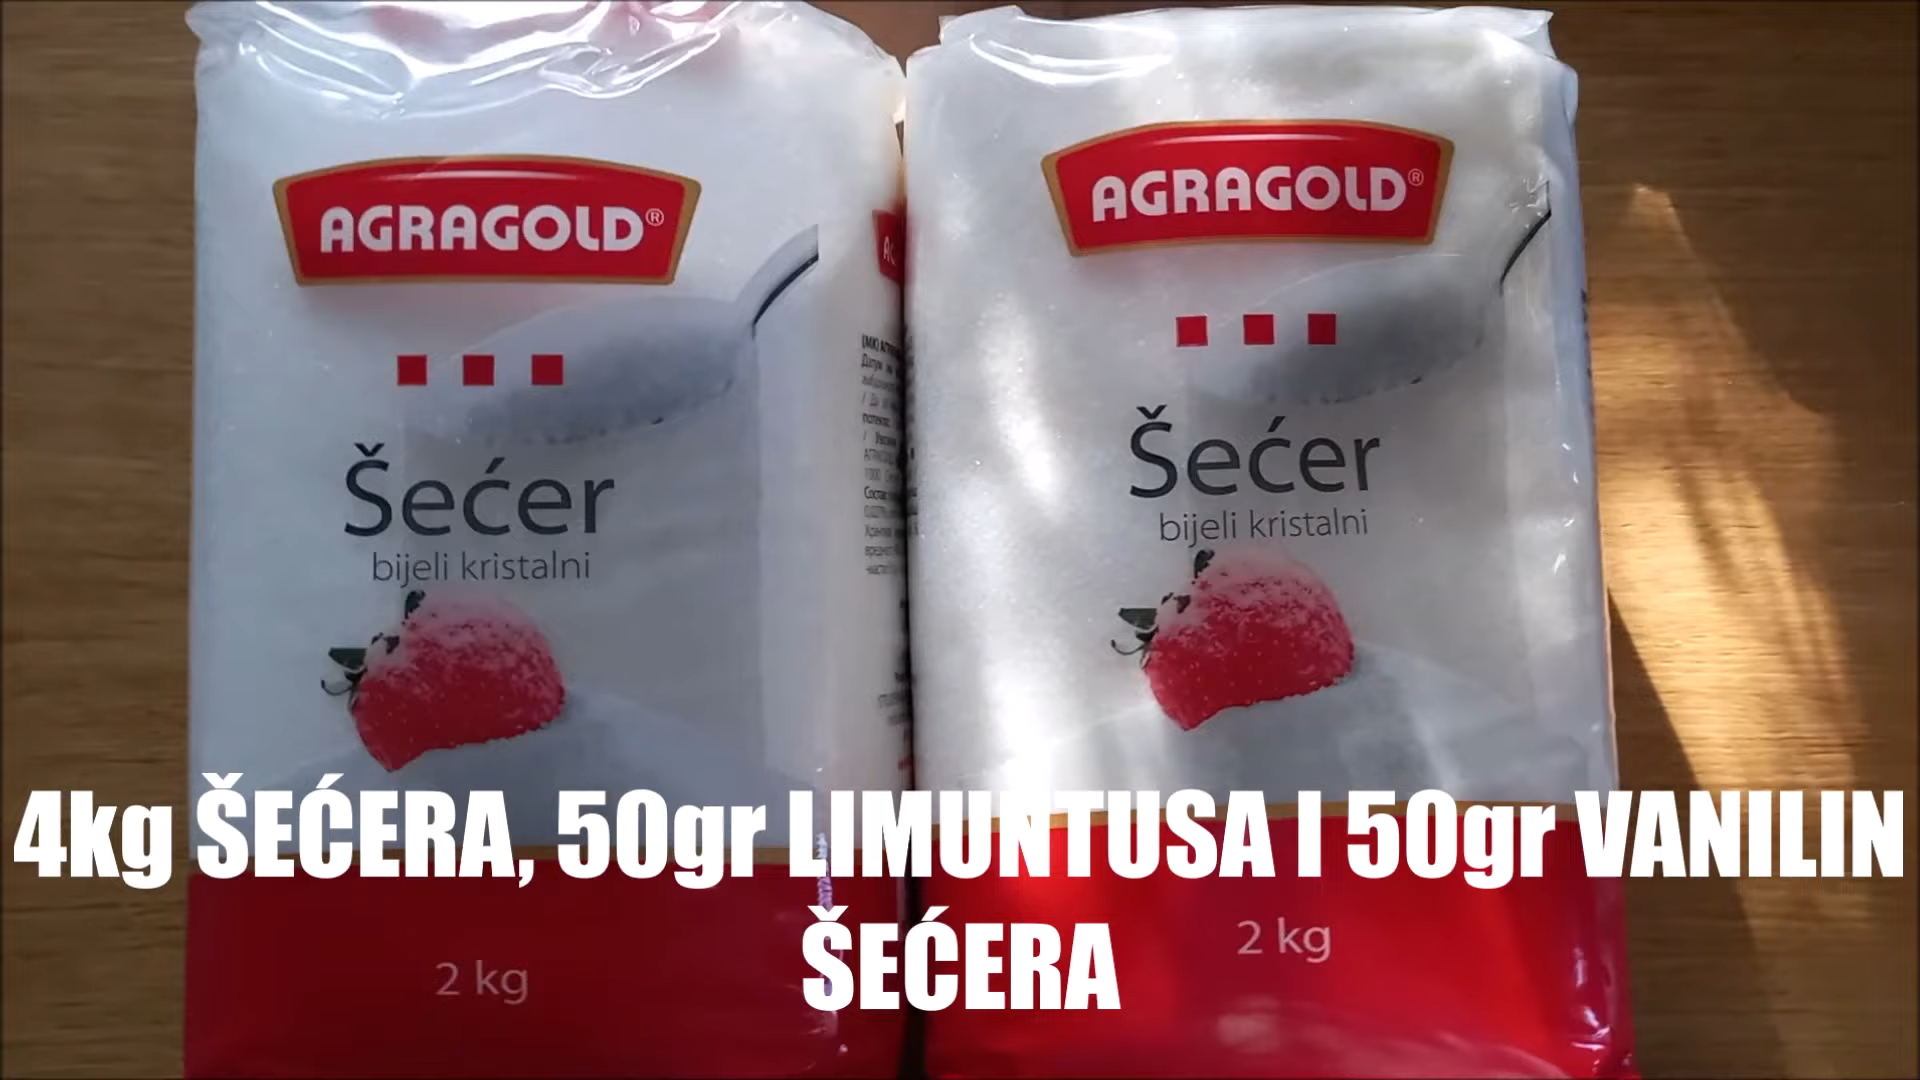 AGRAGOLD®
Šećer
bijeli kristalni
2 kg
AGRAGOLD®
Šećer
bijeli kristalni
2 kg
4kg ŠEĆERA, 50gr LIMUNTUSA I 50gr VANILIN
ŠEĆERA